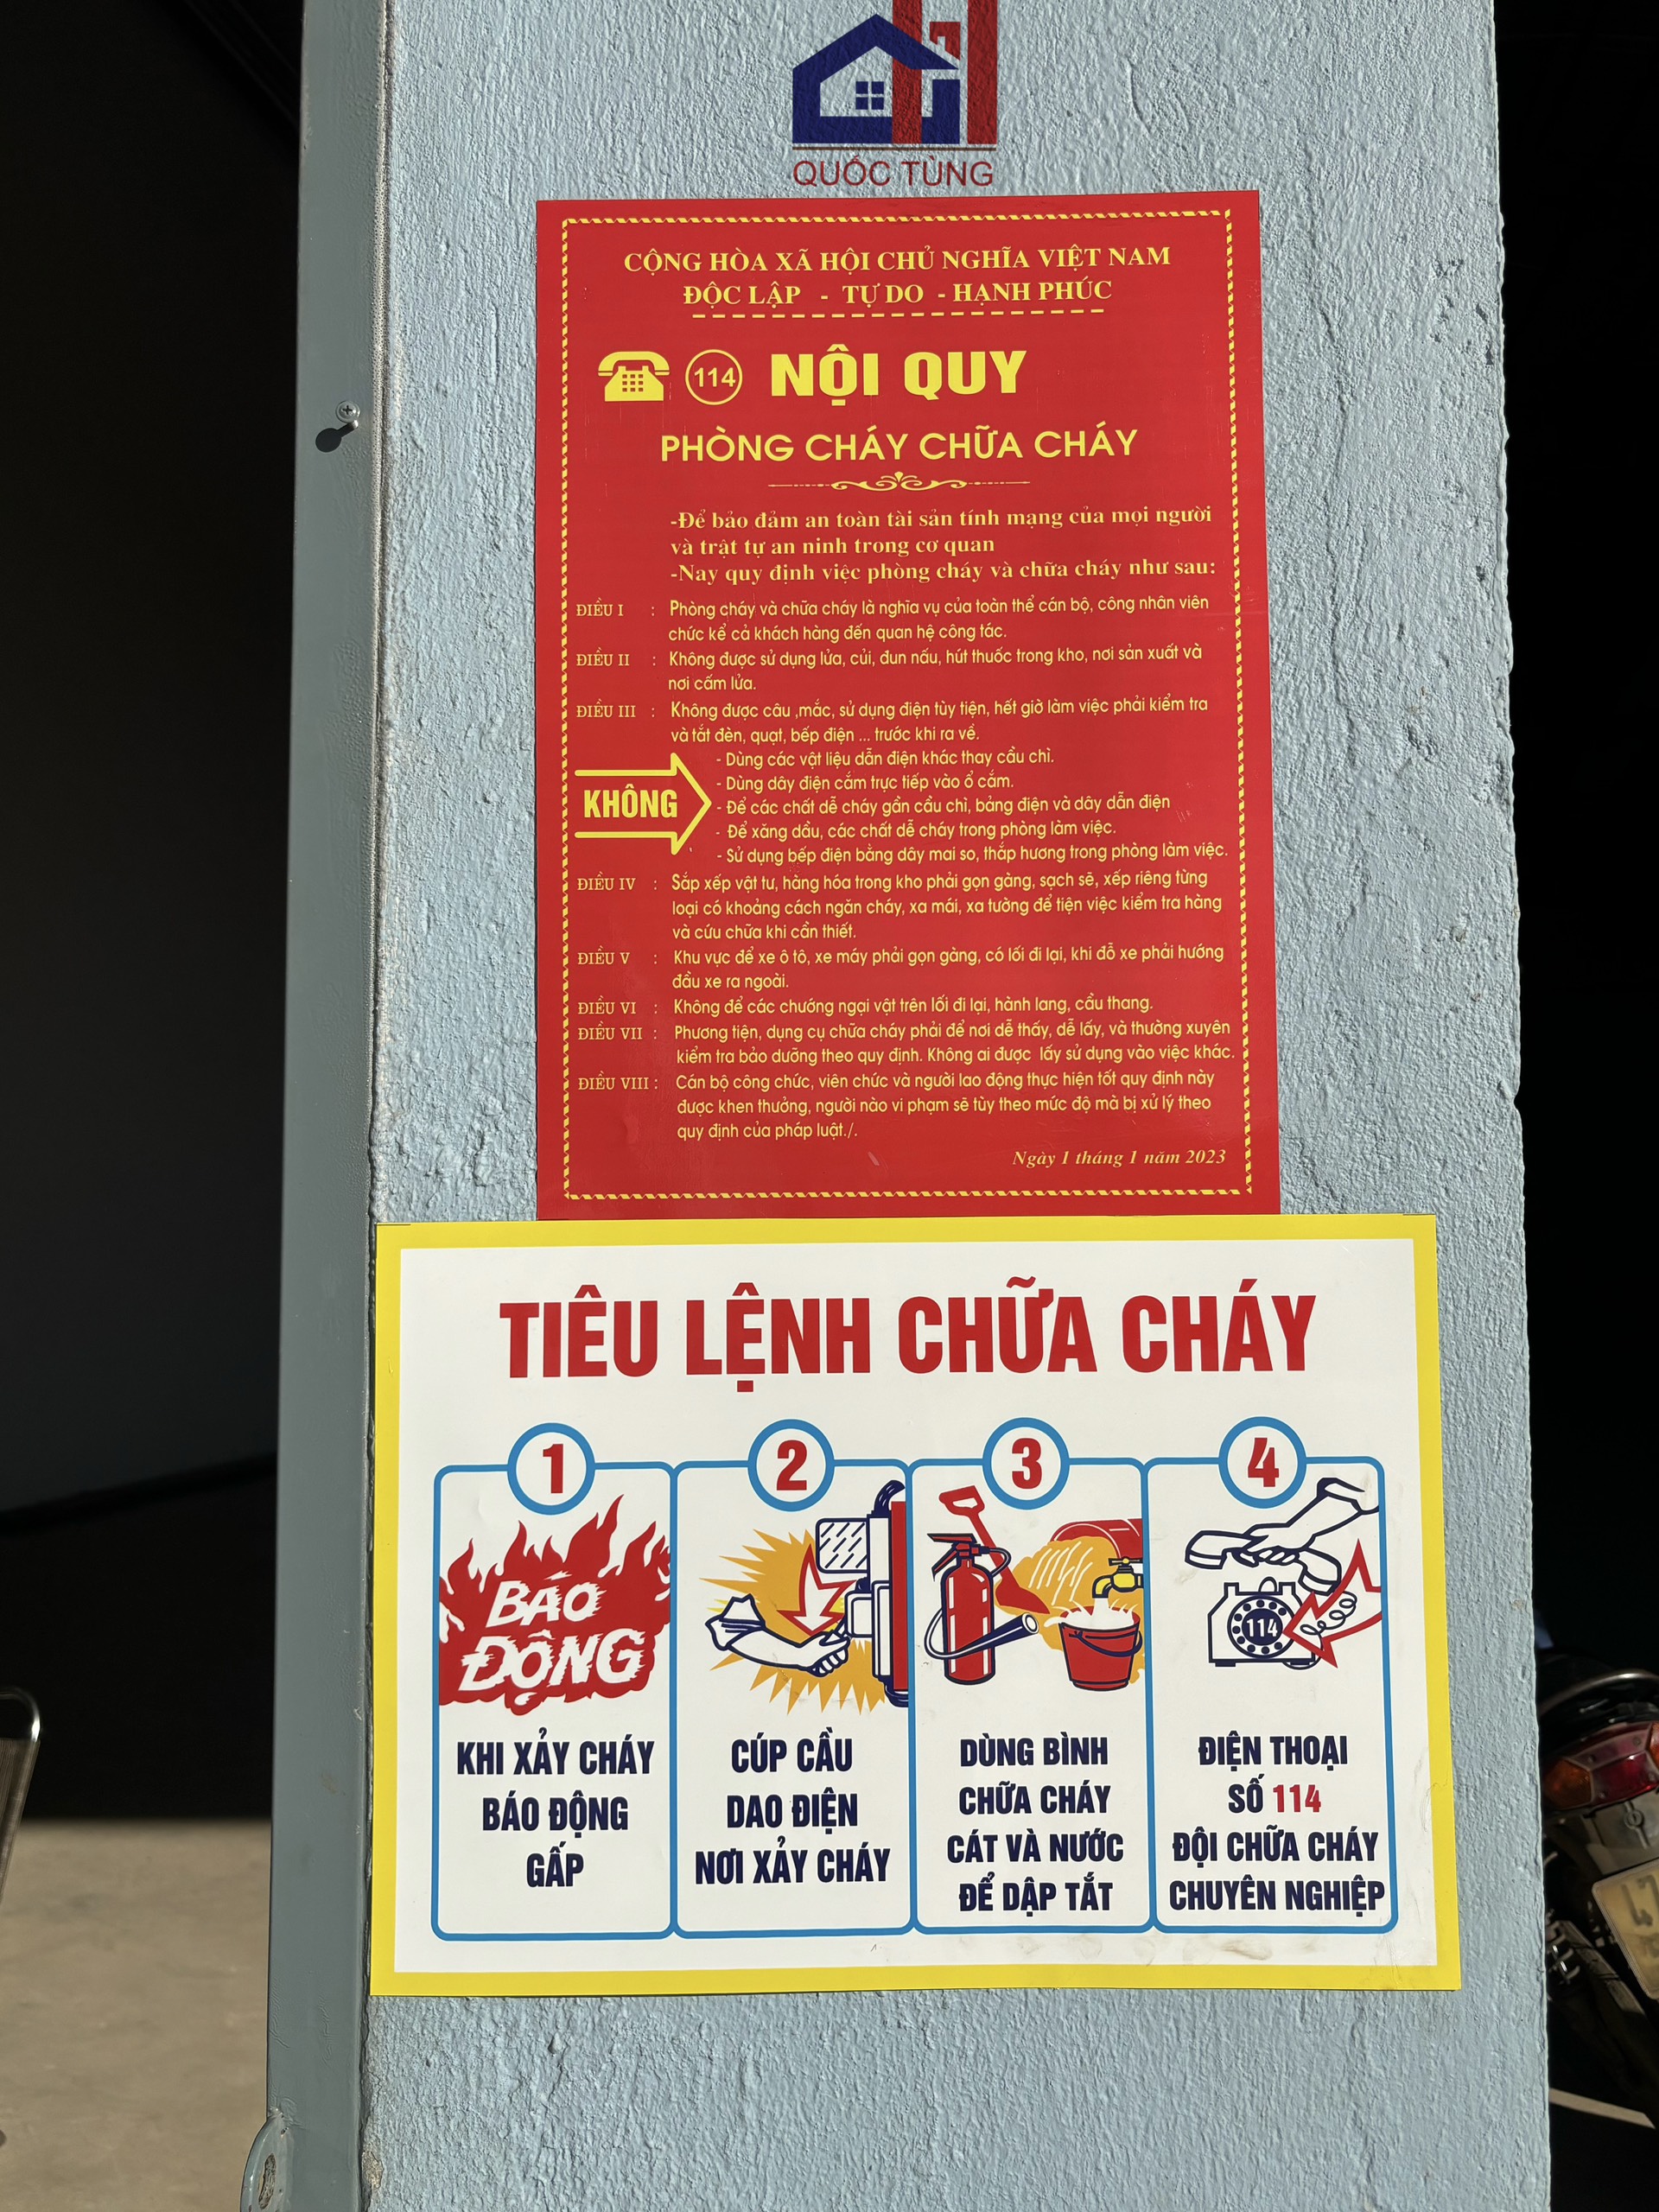 QUỐC TÙNG
CỘNG HÒA XÃ HỘI CHỦ NGHĨA VIỆT NAM
ĐỘC LẬP - TỰ DO - HẠNH PHÚC
114 NỘI QUY
PHÒNG CHÁY CHỮA CHÁY
-Để bảo đảm an toàn tài sản tính mạng của mọi người
và trật tự an ninh trong cơ quan
-Nay quy định việc phòng cháy và chữa cháy như sau:
ĐIỀU I : Phòng cháy và chữa cháy là nghĩa vụ của toàn thể cán bộ, công nhân viên
chức kể cả khách hàng đến quan hệ công tác.
ĐIỀU II : Không được sử dụng lửa, củi, đun nấu, hút thuốc trong kho, nơi sản xuất và
nơi cấm lửa.
ĐIỀU III : Không được câu ,mắc, sử dụng điện tùy tiện, hết giờ làm việc phải kiểm tra
và tắt đèn, quạt, bếp điện ... trước khi ra về.
- Dùng các vật liệu dẫn điện khác thay cầu chì.
- Dùng dây điện cắm trực tiếp vào ổ cắm.
KHÔNG - Để các chất dễ cháy gần cầu chì, bảng điện và dây dẫn điện
- Để xăng dầu, các chất dễ cháy trong phòng làm việc.
- Sử dụng bếp điện bằng dây mai so, thắp hương trong phòng làm việc.
ĐIỀU IV : Sắp xếp vật tư, hàng hóa trong kho phải gọn gàng, sạch sẽ, xếp riêng từng
loại có khoảng cách ngăn cháy, xa mái, xa tường để tiện việc kiểm tra hàng
và cứu chữa khi cần thiết.
ĐIỀU V : Khu vực để xe ô tô, xe máy phải gọn gàng, có lối đi lại, khi đỗ xe phải hướng
đầu xe ra ngoài.
ĐIỀU VI : Không để các chướng ngại vật trên lối đi lại, hành lang, cầu thang.
ĐIỀU VII : Phương tiện, dụng cụ chữa cháy phải để nơi dễ thấy, dễ lấy, và thường xuyên
kiểm tra bảo dưỡng theo quy định. Không ai được lấy sử dụng vào việc khác.
ĐIỀU VIII : Cán bộ công chức, viên chức và người lao động thực hiện tốt quy định này
được khen thưởng, người nào vi phạm sẽ tùy theo mức độ mà bị xử lý theo
quy định của pháp luật./.
Ngày 1 tháng 1 năm 2023
TIÊU LỆNH CHỮA CHÁY
1
BÁO
ĐỘNG
KHI XẢY CHÁY
BÁO ĐỘNG
GẤP
2
CÚP CẦU
DAO ĐIỆN
NƠI XẢY CHÁY
3
DÙNG BÌNH
CHỮA CHÁY
CÁT VÀ NƯỚC
ĐỂ DẬP TẮT
4
114
ĐIỆN THOẠI
SỐ 114
ĐỘI CHỮA CHÁY
CHUYÊN NGHIỆP